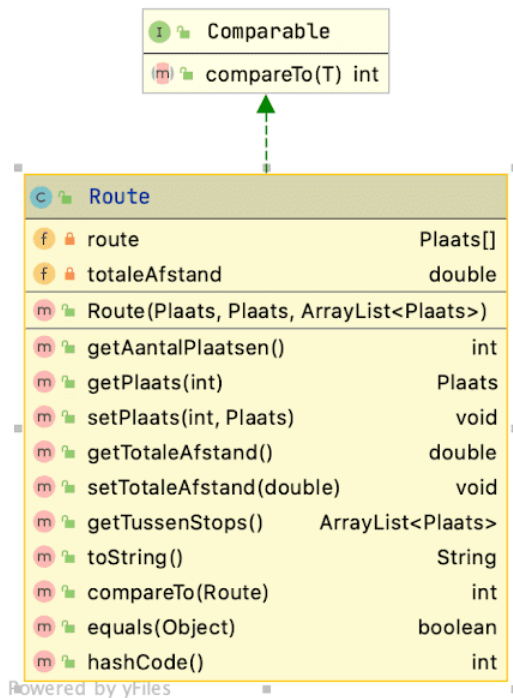 I Comparable
m compareTo(T) int
C Route
f route Plaats[]
f totaleAfstand double
m Route(Plaats, Plaats, ArrayList<Plaats>)
m getAantalPlaatsen() int
m getPlaats(int) Plaats
m setPlaats(int, Plaats) void
m getTotaleAfstand() double
m setTotaleAfstand(double) void
m getTussenStops() ArrayList<Plaats>
m toString() String
m compareTo(Route) int
m equals(Object) boolean
m hashCode() int
Powered by yFiles